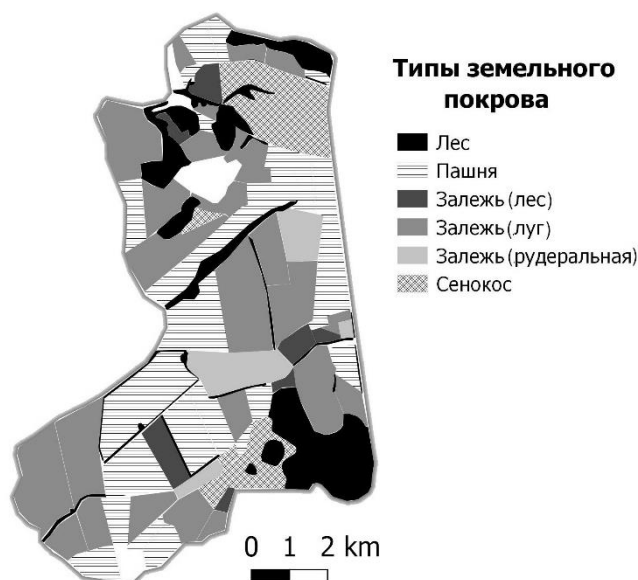 Типы земельного
покрова
Лес
Пашня
Залежь (лес)
Залежь (луг)
Залежь (рудеральная)
Сенокос
0 1 2 km